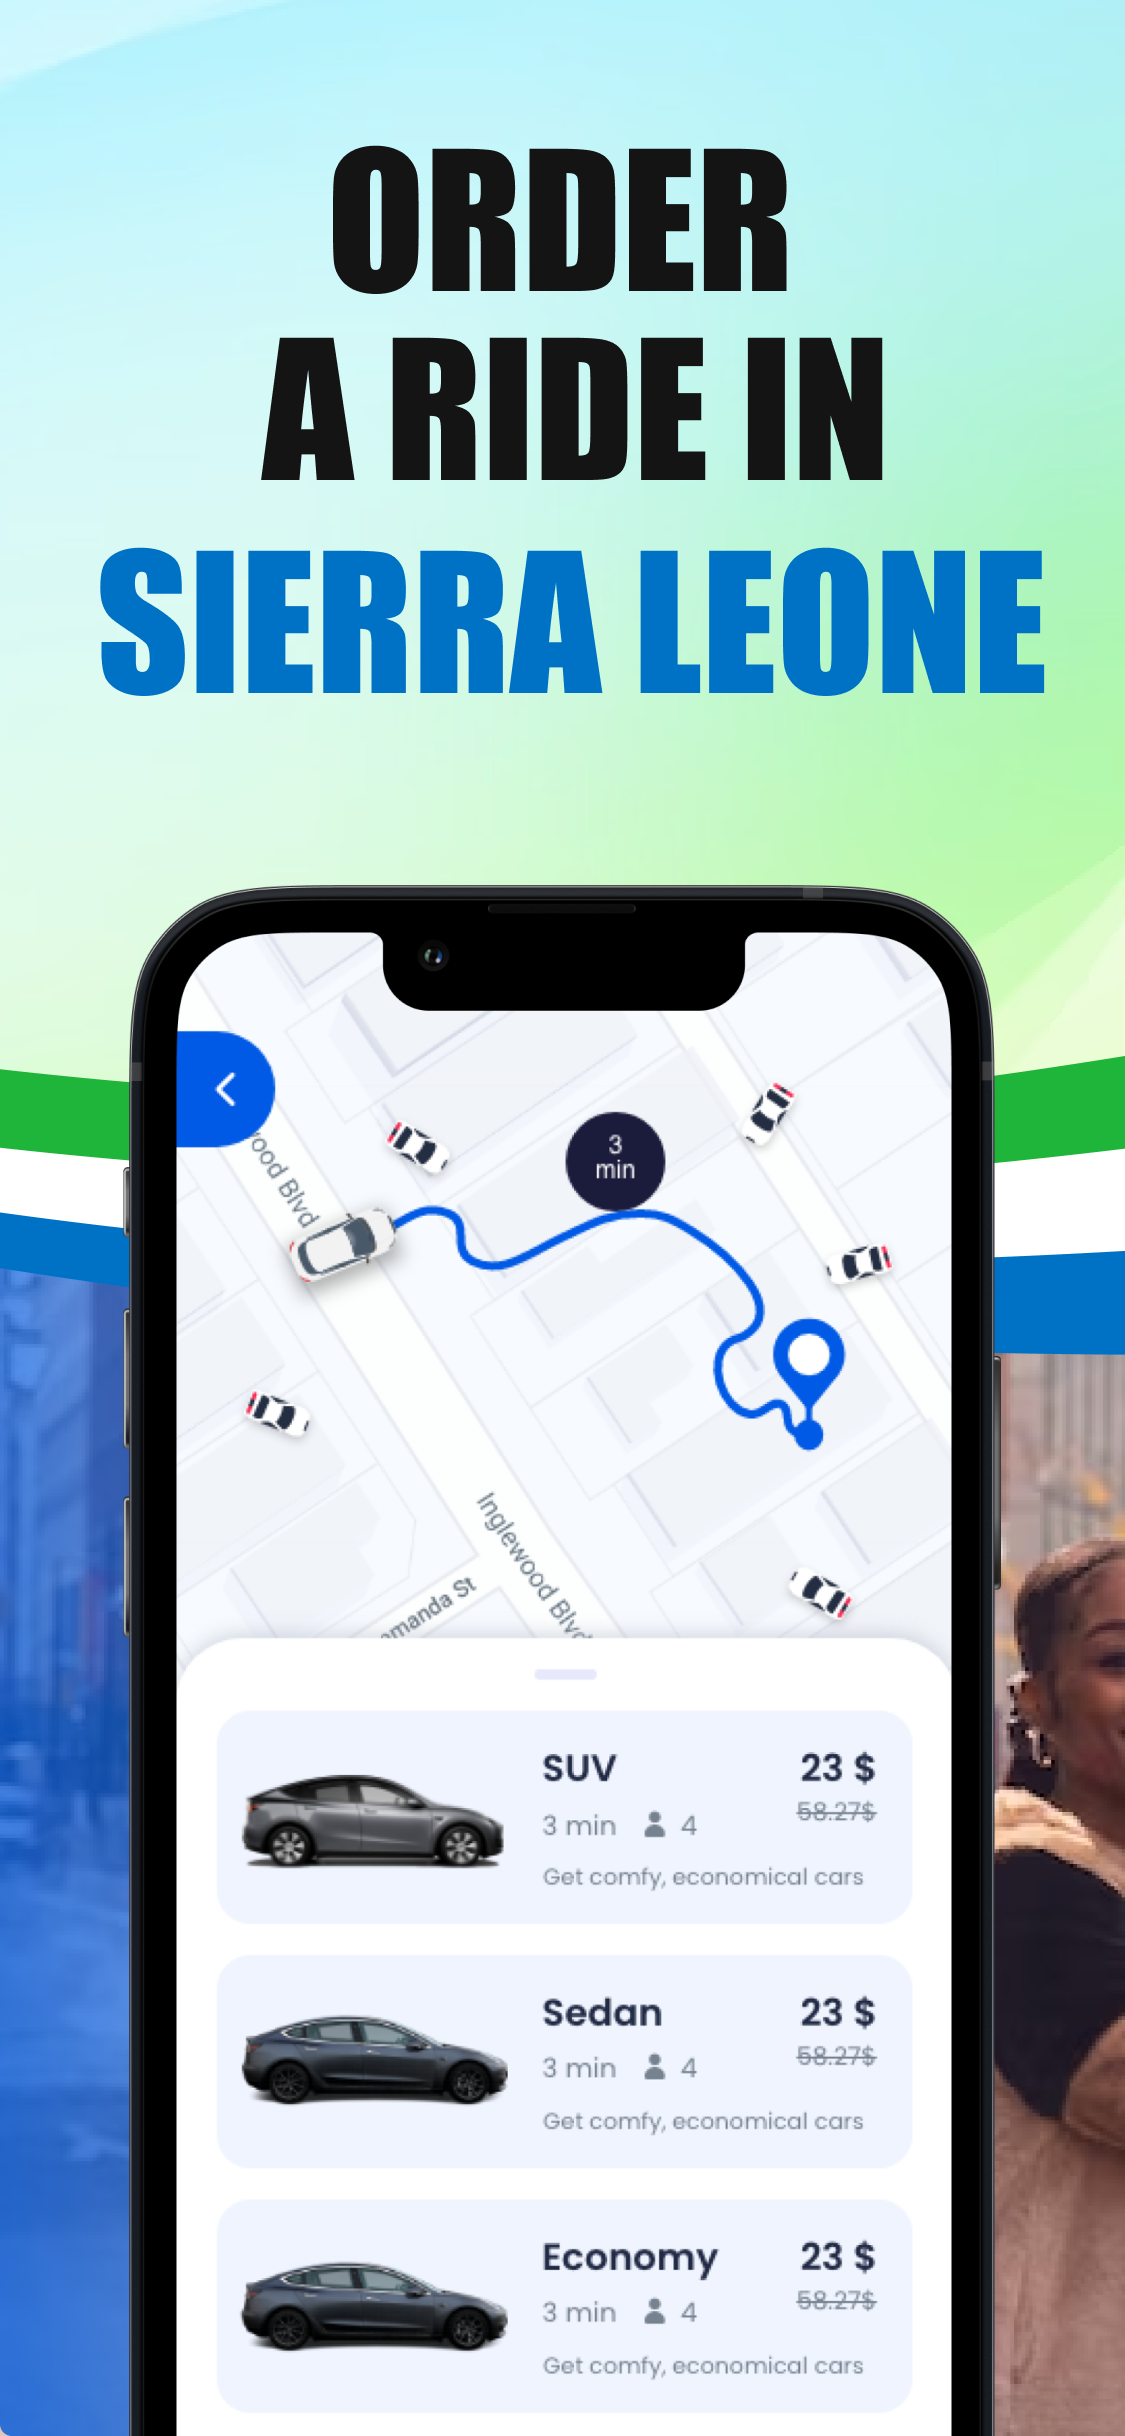 ORDER
A RIDE IN
SIERRA LEONE
3
min
Blvd
Inglewood Blvd
St
SUV
23 $
58.27$
3 min 4
Get comfy, economical cars
Sedan
23 $
58.27$
3 min 4
Get comfy, economical cars
Economy
23 $
58.27$
3 min 4
Get comfy, economical cars